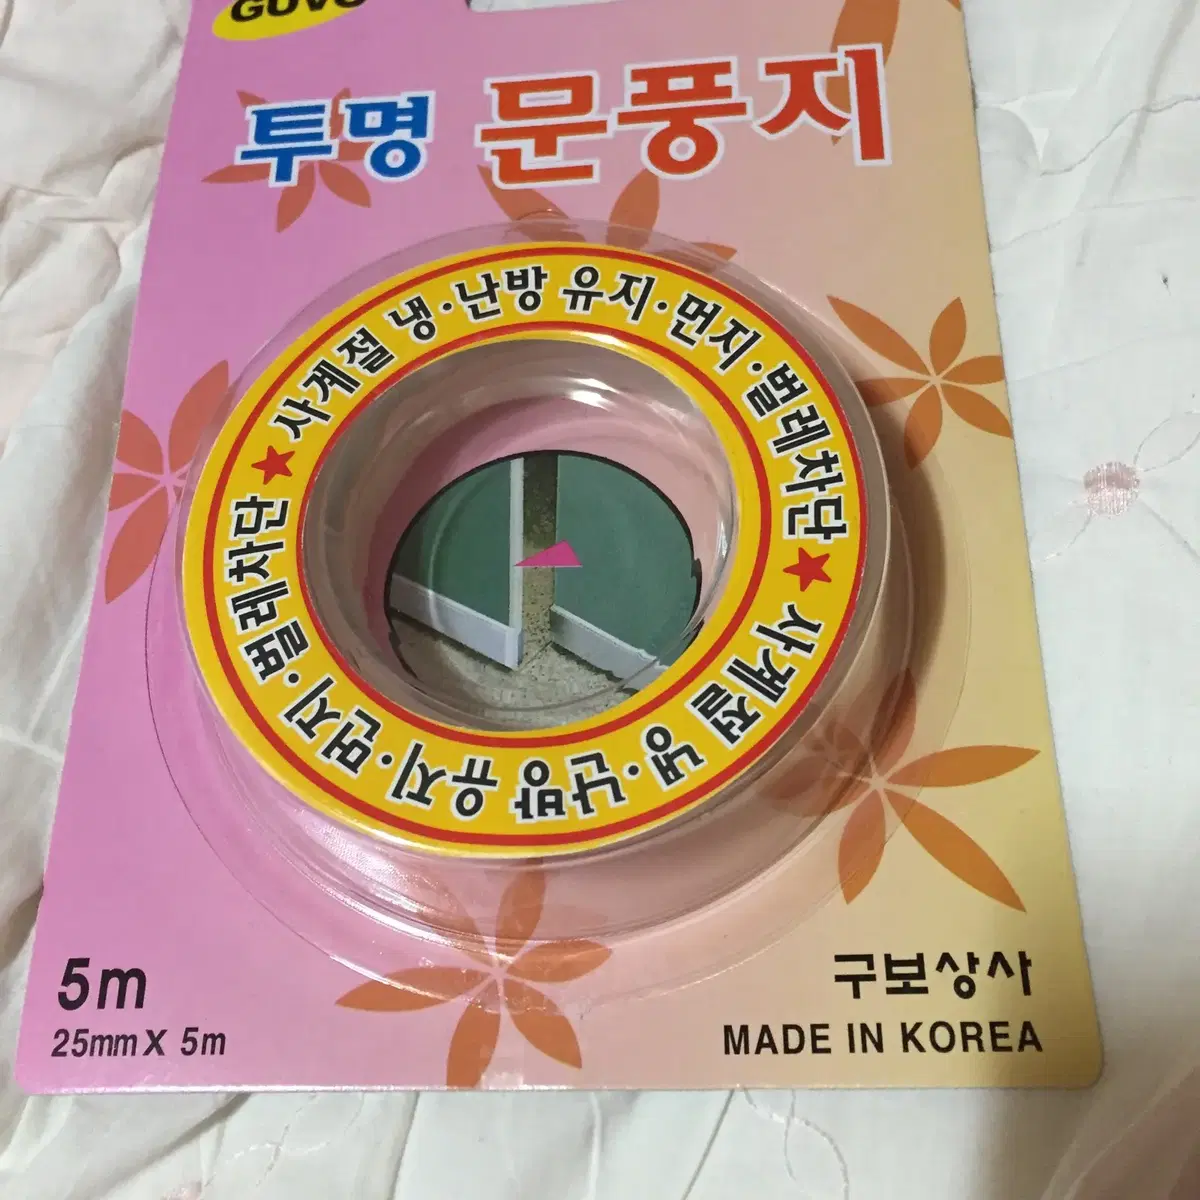 GUVO
투명 문풍지
★ 사계절 냉·난방 유지·먼지·벌레차단
★ 사계절 냉·난방 유지·먼지·벌레차단
5m
25mm X 5m
구보상사
MADE IN KOREA